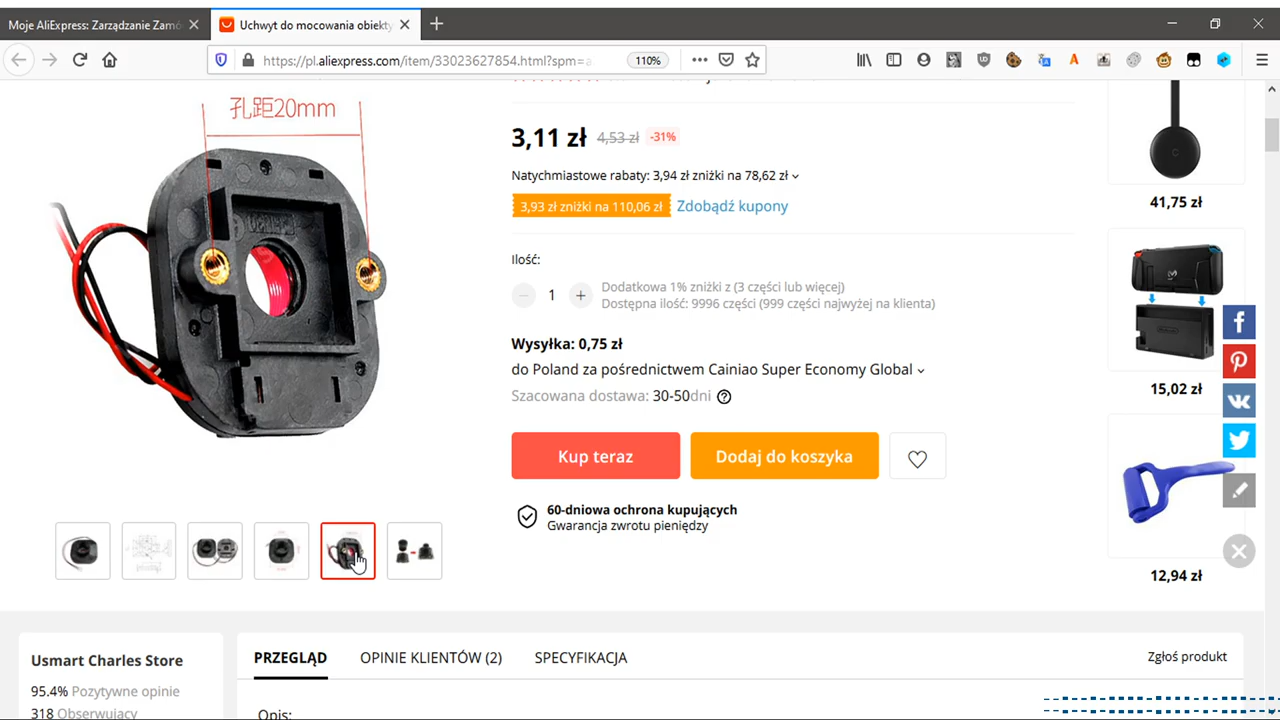 Moje AliExpress: Zarządzanie Zamó
Uchwyt do mocowania obiekty
https://pl.aliexpress.com/item/33023627854.html?spm=a
110%
孔距20mm
3,11 zł 4,53 zł -31%
Natychmiastowe rabaty: 3,94 zł zniżki na 78,62 zł
3,93 zł zniżki na 110,06 zł Zdobądź kupony
Ilość:
1
Dodatkowa 1% zniżki z (3 części lub więcej)
Dostępna ilość: 9996 części (999 części najwyżej na klienta)
Wysyłka: 0,75 zł
do Poland za pośrednictwem Cainiao Super Economy Global
Szacowana dostawa: 30-50dni
Kup teraz
Dodaj do koszyka
60-dniowa ochrona kupujących
Gwarancja zwrotu pieniędzy
41,75 zł
15,02 zł
12,94 zł
Usmart Charles Store
95.4% Pozytywne opinie
318 Obserwujący
PRZEGLĄD
OPINIE KLIENTÓW (2)
SPECYFIKACJA
Zgłoś produkt
Opis: